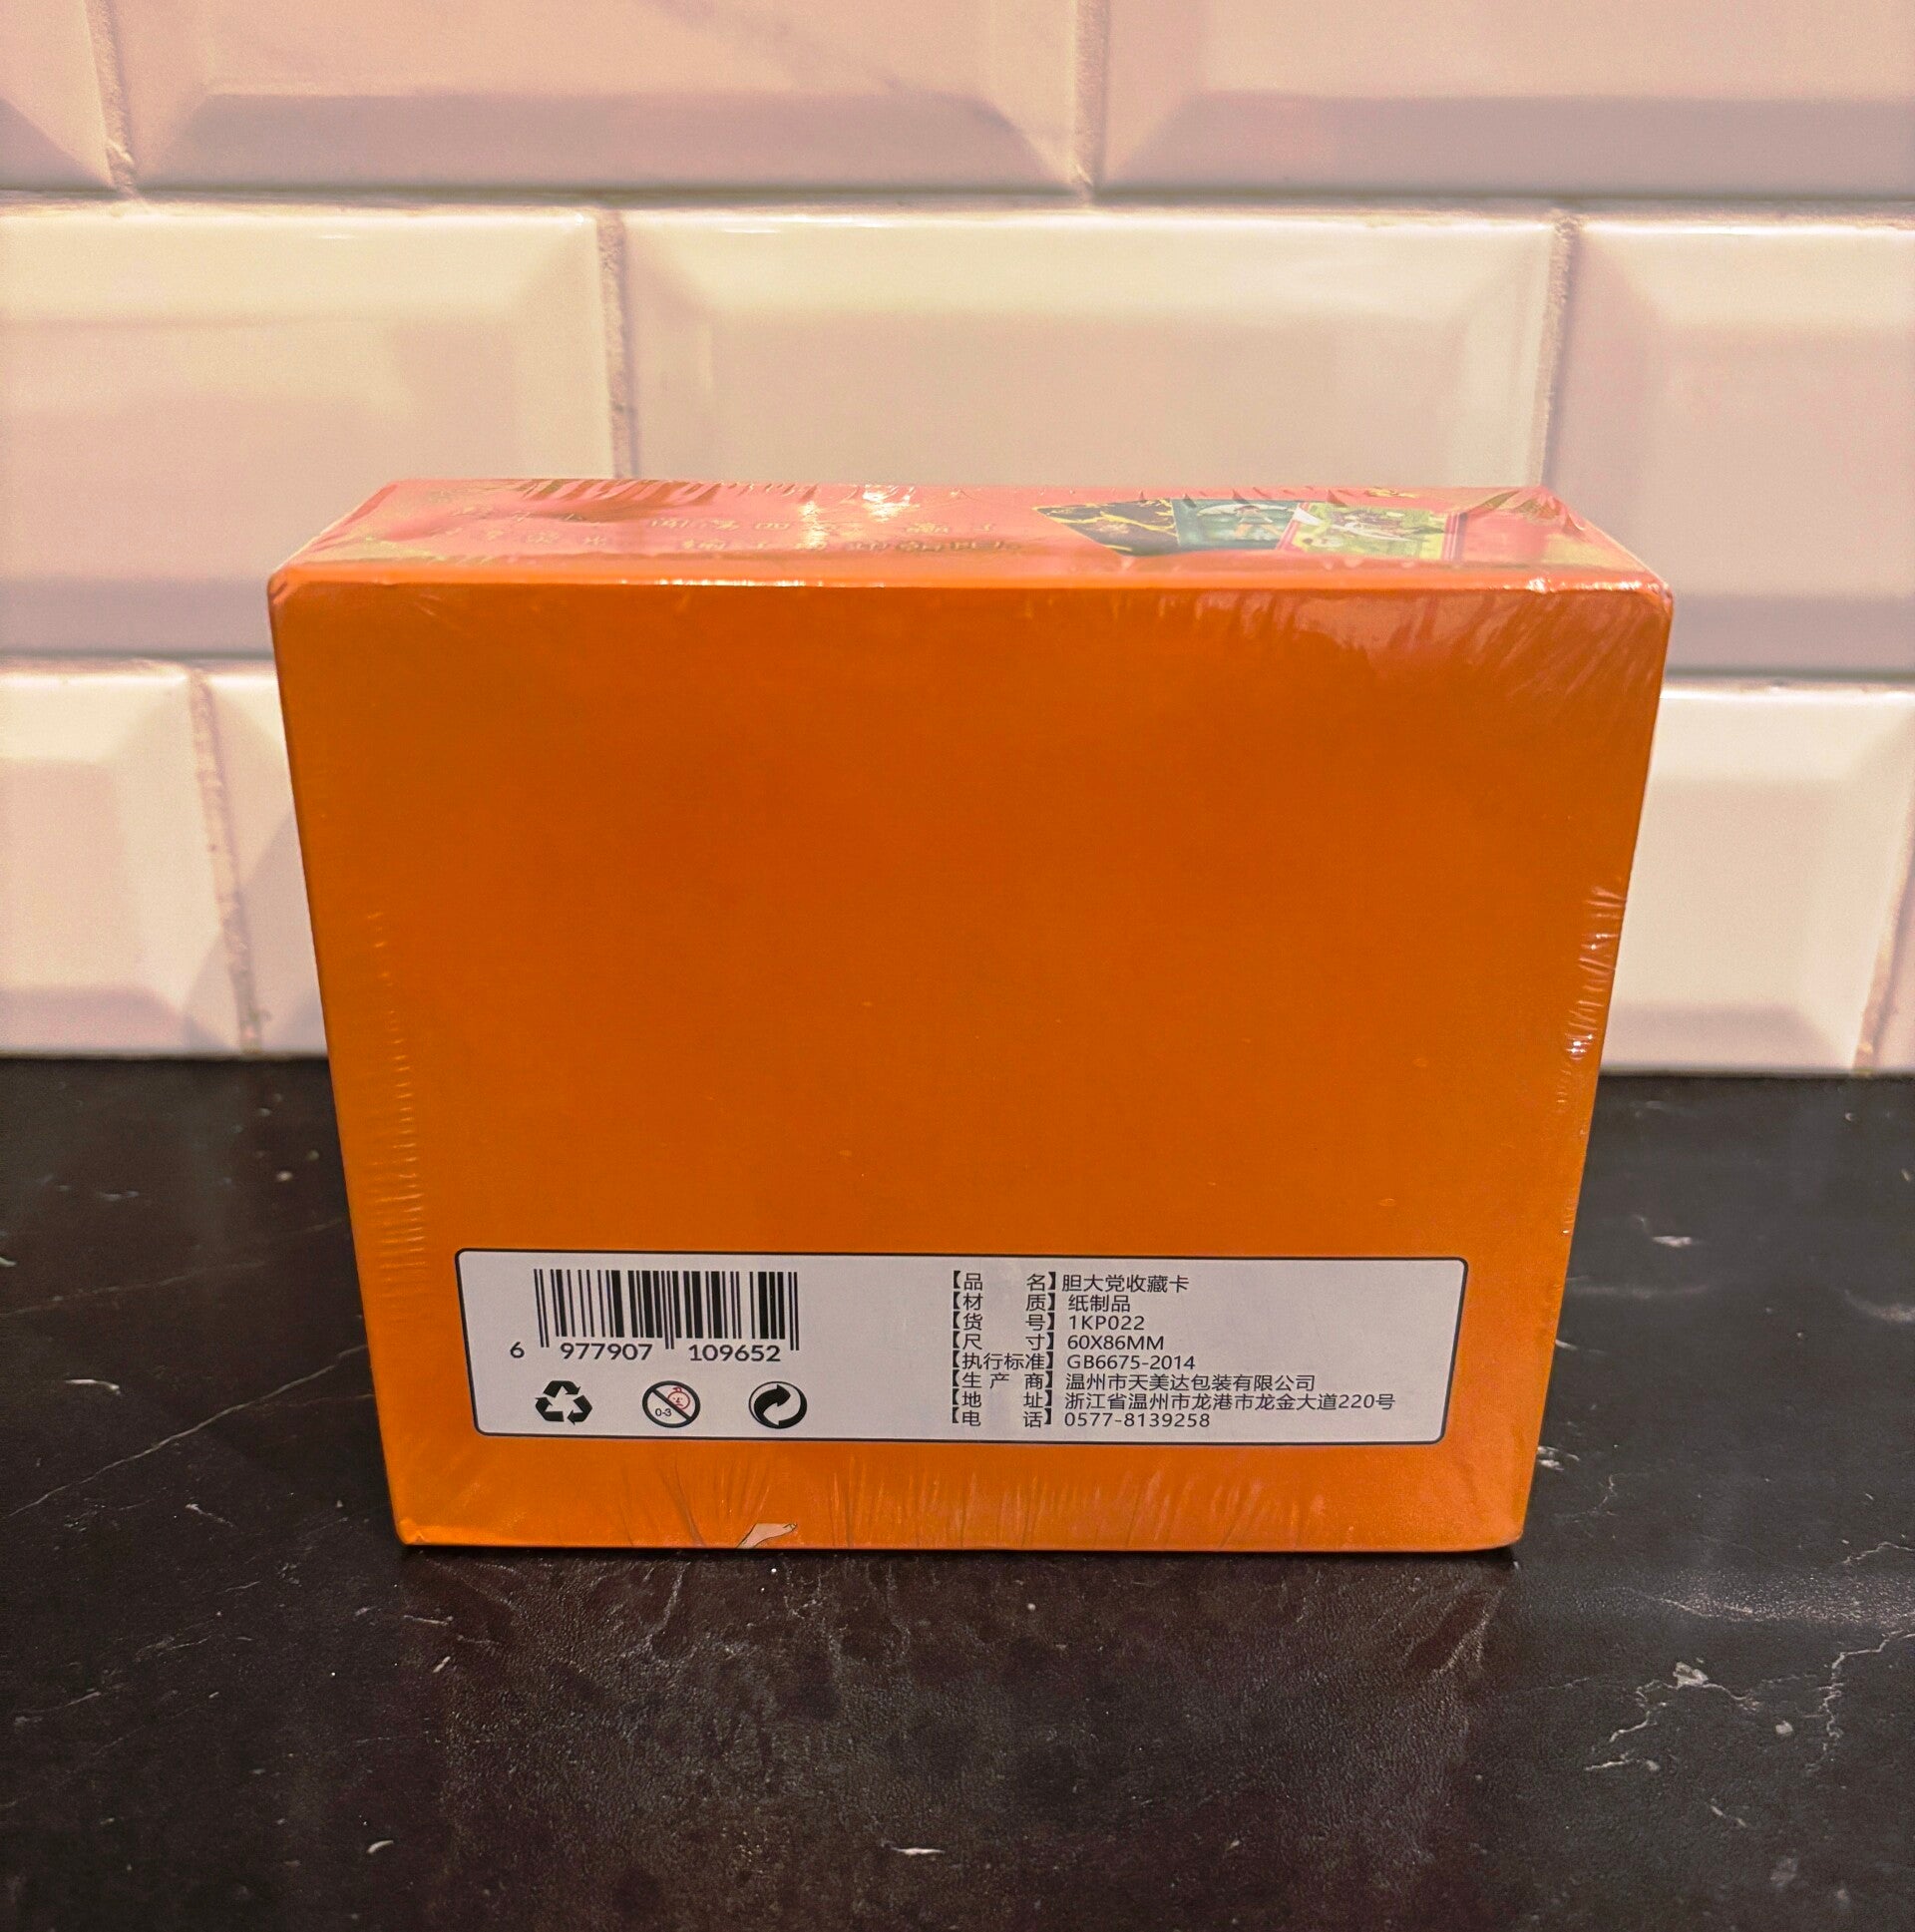 6 977907 109652
0-3
【品 名】胆大党收藏卡
【材 质】纸制品
【货 号】1KP022
【尺 寸】60X86MM
【执行标准】GB6675-2014
【生 产 商】温州市天美达包装有限公司
【地 址】浙江省温州市龙港市龙金大道220号
【电 话】0577-8139258